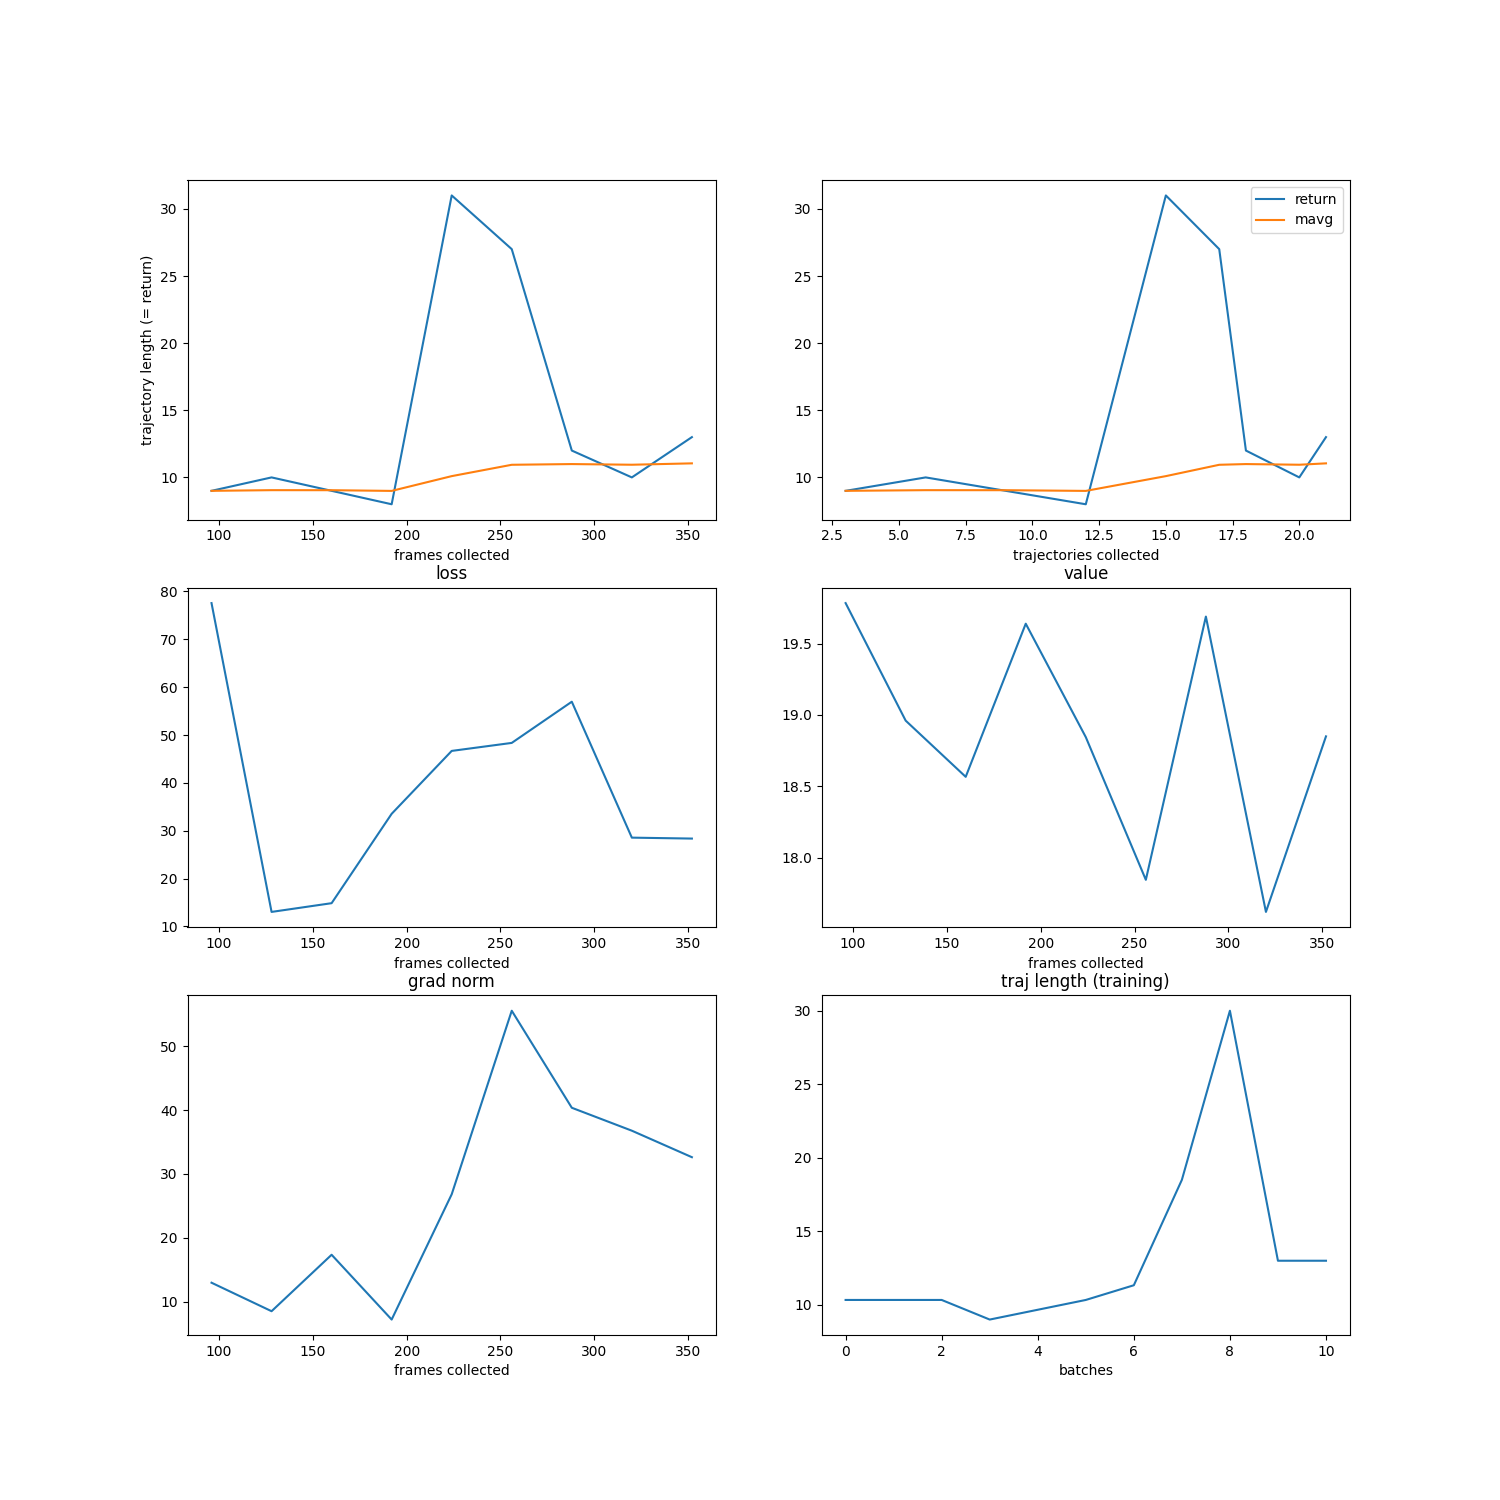 trajectory length (= return)
30
25
20
15
10
100 150 200 250 300 350
frames collected
return
mavg
30
25
20
15
10
2.5 5.0 7.5 10.0 12.5 15.0 17.5 20.0
trajectories collected
loss
80
70
60
50
40
30
20
10
100 150 200 250 300 350
frames collected
value
19.5
19.0
18.5
18.0
100 150 200 250 300 350
frames collected
grad norm
50
40
30
20
10
100 150 200 250 300 350
frames collected
traj length (training)
30
25
20
15
10
0 2 4 6 8 10
batches